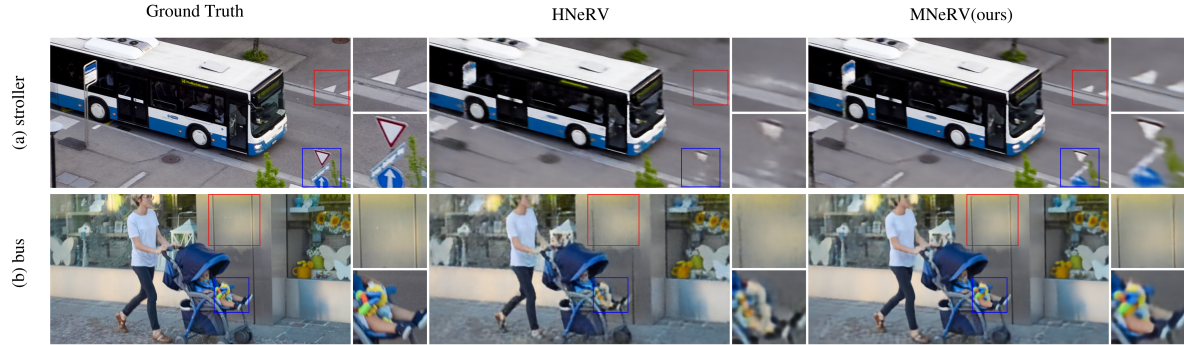 Ground Truth
HNeRV
MNeRV(ours)
(a) stroller
(b) bus